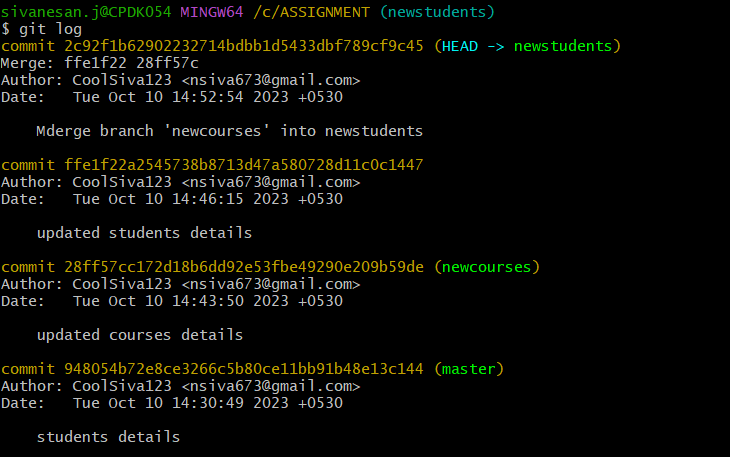 sivanesan.j@CPDK054 MINGW64 /c/ASSIGNMENT (newstudents)
$ git log
commit 2c92f1b62902232714bdbb1d5433dbf789cf9c45 (HEAD -> newstudents)
Merge: ffe1f22 28ff57c
Author: CoolSiva123 <nsiva673@gmail.com>
Date:   Tue Oct 10 14:52:54 2023 +0530
Mderge branch 'newcourses' into newstudents
commit ffe1f22a2545738b8713d47a580728d11c0c1447
Author: CoolSiva123 <nsiva673@gmail.com>
Date:   Tue Oct 10 14:46:15 2023 +0530
updated students details
commit 28ff57cc172d18b6dd92e53fbe49290e209b59de (newcourses)
Author: CoolSiva123 <nsiva673@gmail.com>
Date:   Tue Oct 10 14:43:50 2023 +0530
updated courses details
commit 948054b72e8ce3266c5b80ce11bb91b48e13c144 (master)
Author: CoolSiva123 <nsiva673@gmail.com>
Date:   Tue Oct 10 14:30:49 2023 +0530
students details